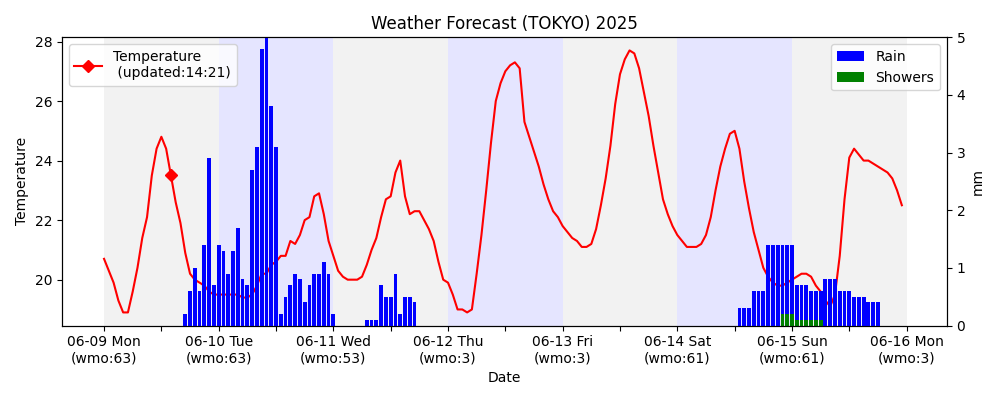 Weather Forecast (TOKYO) 2025
Temperature
(updated:14:21)
Rain
Showers
28
26
24
22
20
Temperature
5
4
3
2
1
0
mm
06-09 Mon
(wmo:63)
06-10 Tue
(wmo:63)
06-11 Wed
(wmo:53)
06-12 Thu
(wmo:3)
06-13 Fri
(wmo:3)
06-14 Sat
(wmo:61)
06-15 Sun
(wmo:61)
06-16 Mon
(wmo:3)
Date